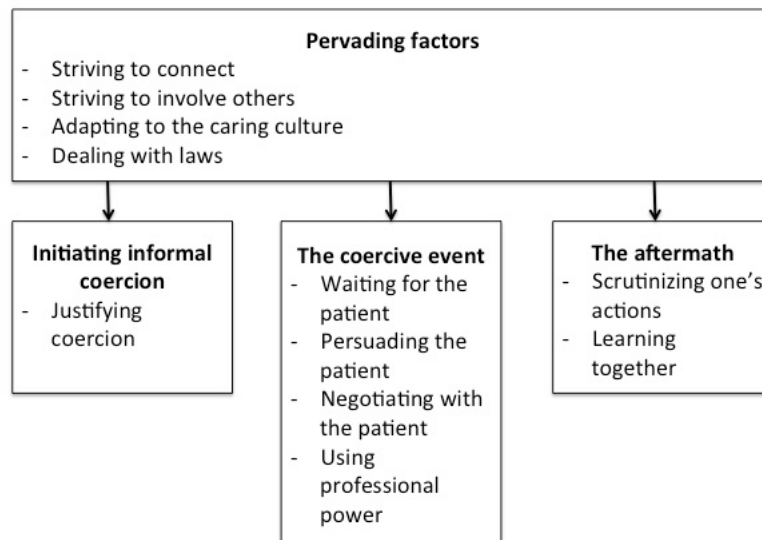 Pervading factors
- Striving to connect
- Striving to involve others
- Adapting to the caring culture
- Dealing with laws
Initiating informal
coercion
- Justifying
coercion
The coercive event
- Waiting for the
patient
- Persuading the
patient
- Negotiating with
the patient
- Using
professional
power
The aftermath
- Scrutinizing one's
actions
- Learning
together